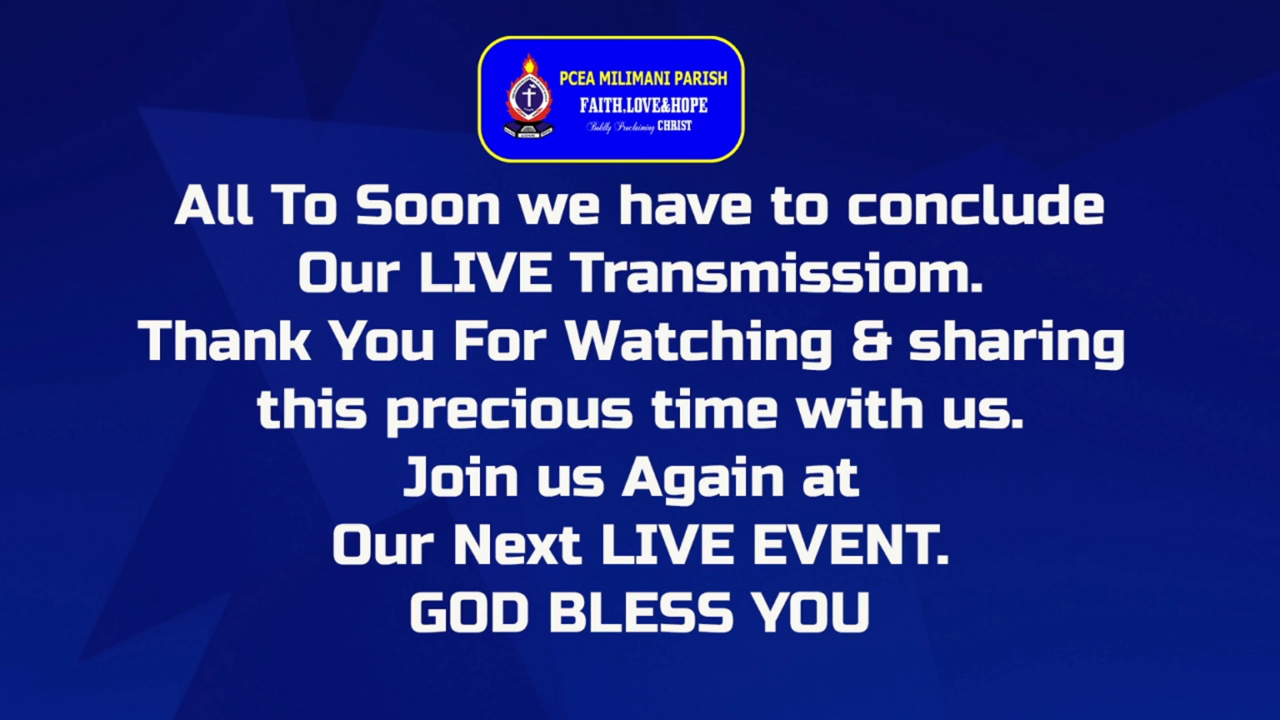 PCEA MILIMANI PARISH
FAITH,LOVE&HOPE
Boldly Proclaiming CHRIST
All To Soon we have to conclude
Our LIVE Transmissiom.
Thank You For Watching & sharing
this precious time with us.
Join us Again at
Our Next LIVE EVENT.
GOD BLESS YOU